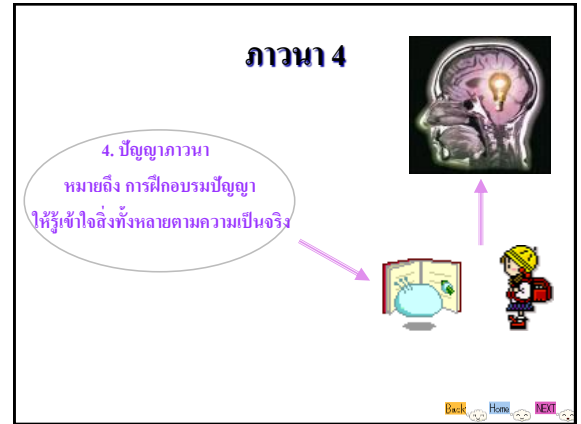 ภาวนา 4
4. ปัญญาภาวนา
หมายถึง การฝึกอบรมปัญญา
ให้รู้เข้าใจสิ่งทั้งหลายตามความเป็นจริง
Back Home NEXT